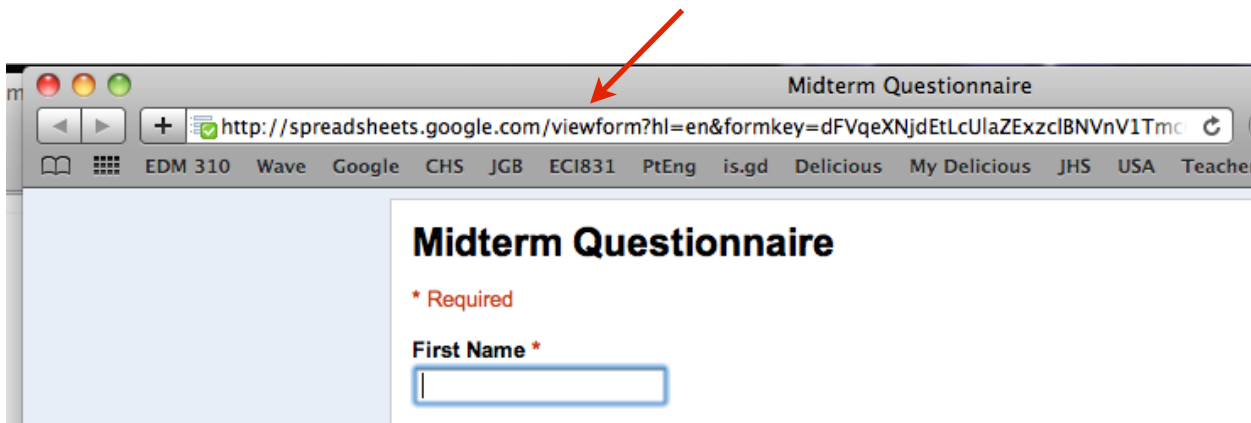 Midterm Questionnaire
http://spreadsheets.google.com/viewform?hl=en&formkey=dFVqeXNjdEtLcUlaZExzclBNVnV1Tmc
EDM 310 Wave Google CHS JGB ECI831 PtEng is.gd Delicious My Delicious JHS USA Teache
Midterm Questionnaire
* Required
First Name *